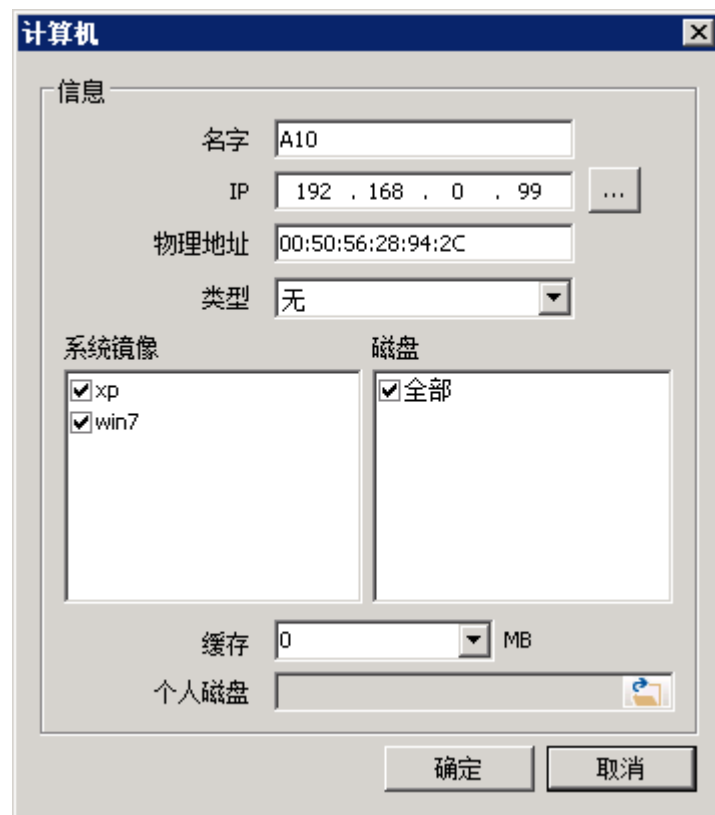 计算机
信息
名字 A10
IP 192 . 168 . 0 . 99 ...
物理地址 00:50:56:28:94:2C
类型 无
系统镜像 磁盘
xp 全部
win7
缓存 0 MB
个人磁盘
确定 取消